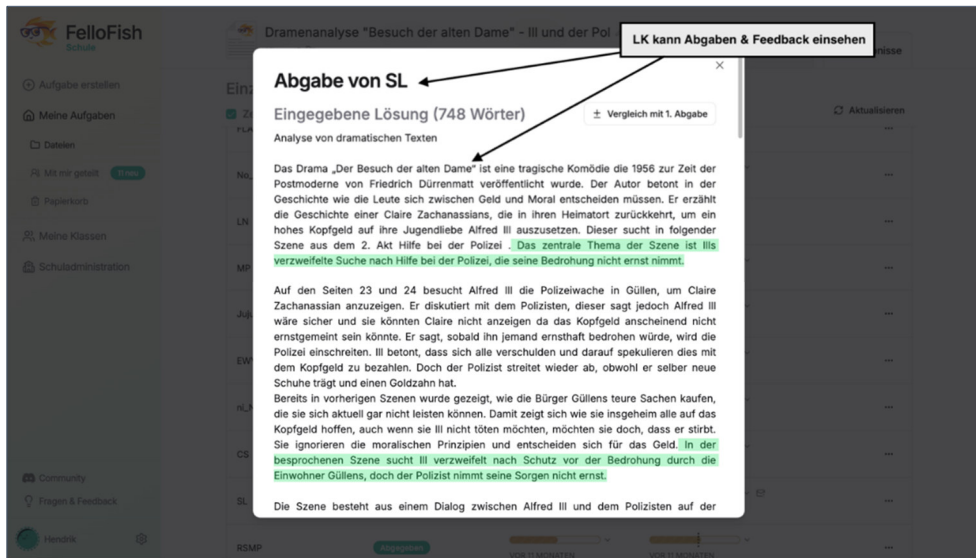 FelloFish
Schule
Dramenanalyse "Besuch der alten Dame" - Ill und der Pol
LK kann Abgaben & Feedback einsehen
nisse
Aufgabe erstellen
Meine Aufgaben
Dateien
Mit mir geteilt
Neu
Papierkorb
Meine Klassen
Schuladministration
Community
Fragen & Feedback
Hendrik
Einz
Aktualisieren
LN
MP
Juju
EW
ni_M
CS
SL
RSMP
Abgegeben
VOR 11 MONATEN
VOR 11 MONATEN
Abgabe von SL
Eingegebene Lösung (748 Wörter)
± Vergleich mit 1. Abgabe
Analyse von dramatischen Texten
Das Drama „Der Besuch der alten Dame" ist eine tragische Komödie die 1956 zur Zeit der
Postmoderne von Friedrich Dürrenmatt veröffentlicht wurde. Der Autor betont in der
Geschichte wie die Leute sich zwischen Geld und Moral entscheiden müssen. Er erzählt
die Geschichte einer Claire Zachanassians, die in ihren Heimatort zurückkehrt, um ein
hohes Kopfgeld auf ihre Jugendliebe Alfred Ill auszusetzen. Dieser sucht in folgender
Szene aus dem 2. Akt Hilfe bei der Polizei . Das zentrale Thema der Szene ist Ills
verzweifelte Suche nach Hilfe bei der Polizei, die seine Bedrohung nicht ernst nimmt.
Auf den Seiten 23 und 24 besucht Alfred Ill die Polizeiwache in Güllen, um Claire
Zachanassian anzuzeigen. Er diskutiert mit dem Polizisten, dieser sagt jedoch Alfred Ill
wäre sicher und sie könnten Claire nicht anzeigen da das Kopfgeld anscheinend nicht
ernstgemeint sein könnte. Er sagt, sobald ihn jemand ernsthaft bedrohen würde, wird die
Polizei einschreiten. Ill betont, dass sich alle verschulden und darauf spekulieren dies mit
dem Kopfgeld zu bezahlen. Doch der Polizist streitet wieder ab, obwohl er selber neue
Schuhe trägt und einen Goldzahn hat.
Bereits in vorherigen Szenen wurde gezeigt, wie die Bürger Güllens teure Sachen kaufen,
die sie sich aktuell gar nicht leisten können. Damit zeigt sich wie sie insgeheim alle auf das
Kopfgeld hoffen, auch wenn sie Ill nicht töten möchten, möchten sie doch, dass er stirbt.
Sie ignorieren die moralischen Prinzipien und entscheiden sich für das Geld. In der
besprochenen Szene sucht Ill verzweifelt nach Schutz vor der Bedrohung durch die
Einwohner Güllens, doch der Polizist nimmt seine Sorgen nicht ernst.
Die Szene besteht aus einem Dialog zwischen Alfred Ill und dem Polizisten auf der